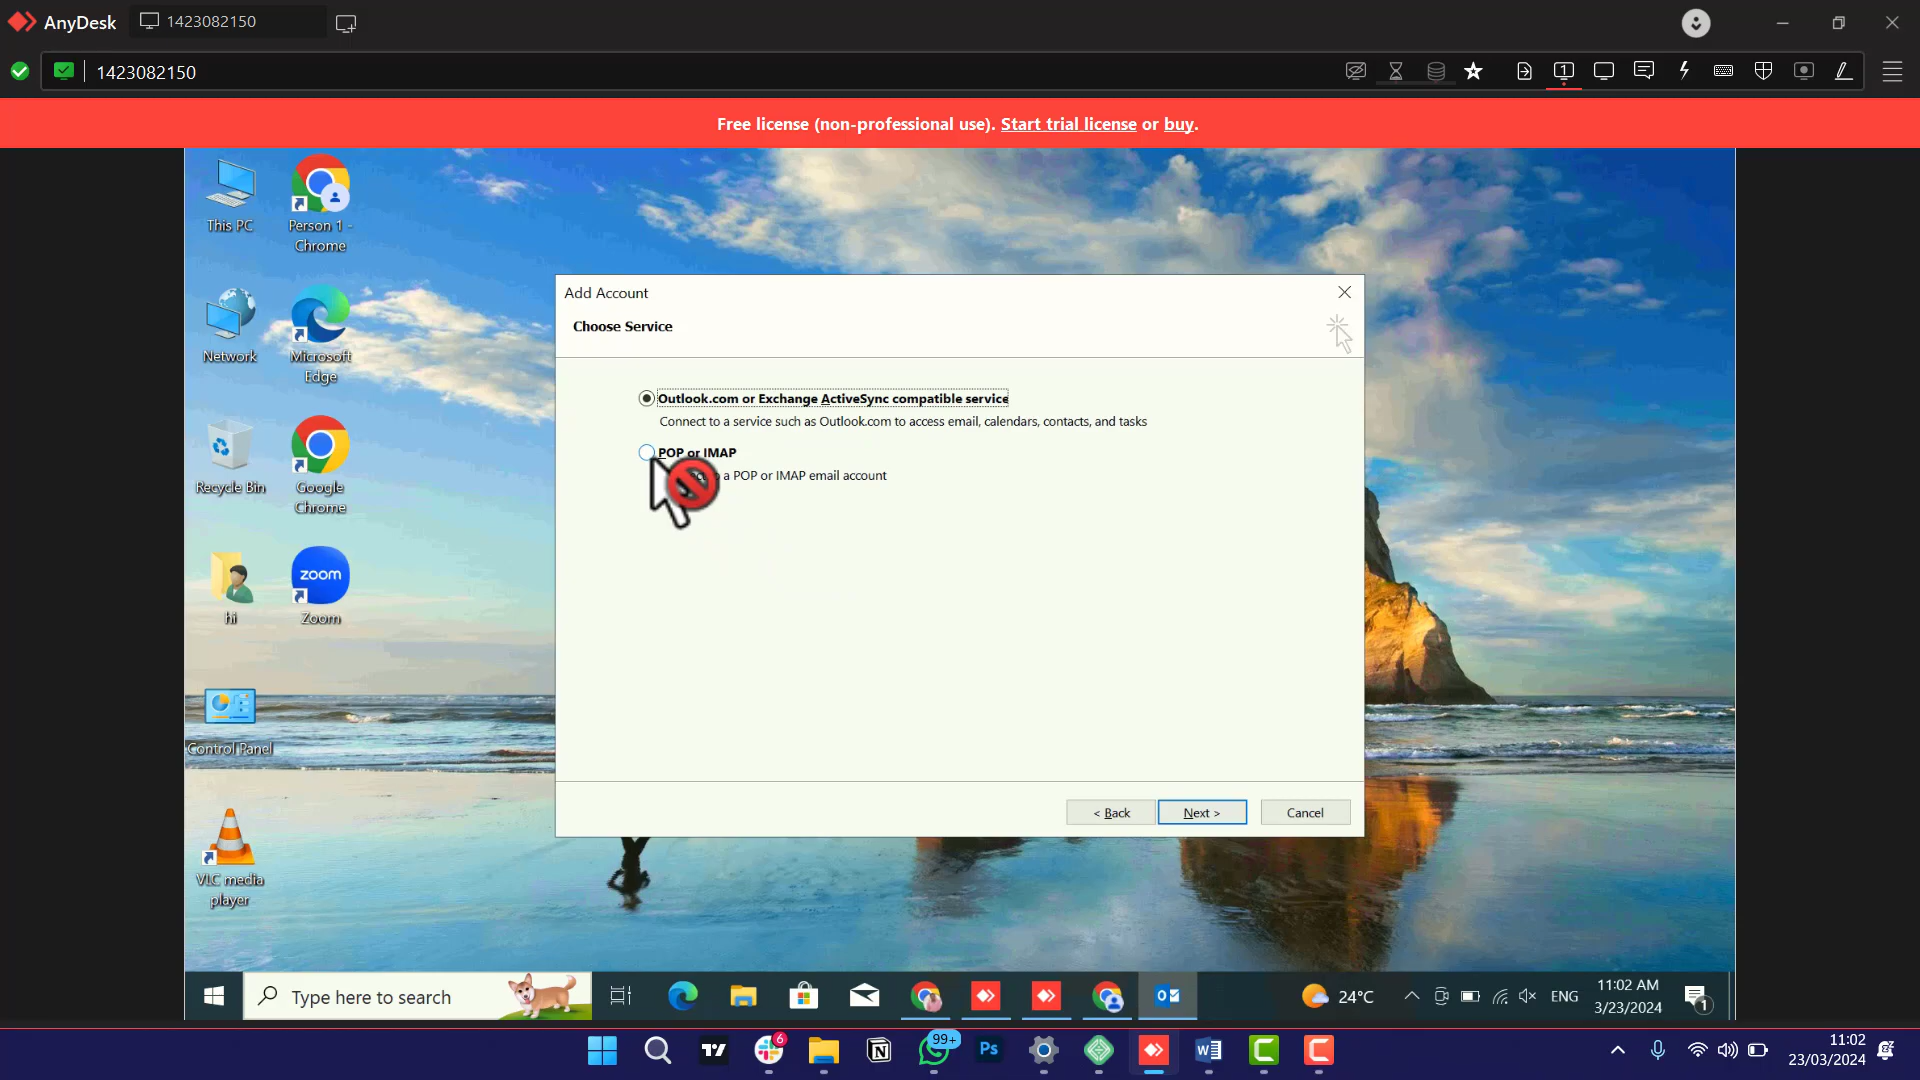 AnyDesk
1423082150
1423082150
1
Free license (non-professional use). Start trial license or buy.
This PC
Person 1 -
Chrome
Network
Microsoft
Edge
Recycle Bin
Google
Chrome
hi
zoom
Zoom
Control Panel
VLC media
player
Add Account
Choose Service
Outlook.com or Exchange ActiveSync compatible service
Connect to a service such as Outlook.com to access email, calendars, contacts, and tasks
POP or IMAP
a POP or IMAP email account
< Back
Next >
Cancel
Type here to search
24°C
ENG
11:02 AM
3/23/2024
1
6
99+
Ps
11:02
23/03/2024